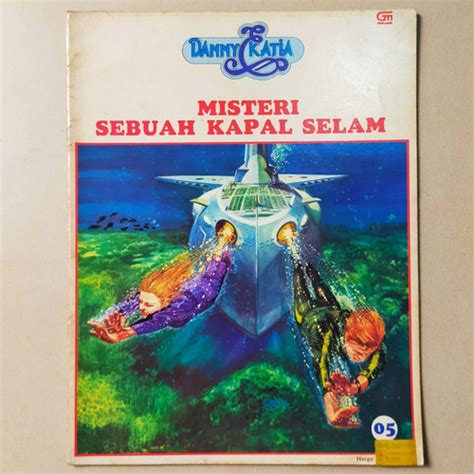 GM
DANNY & KATIA
MISTERI
SEBUAH KAPAL SELAM
05
Harga